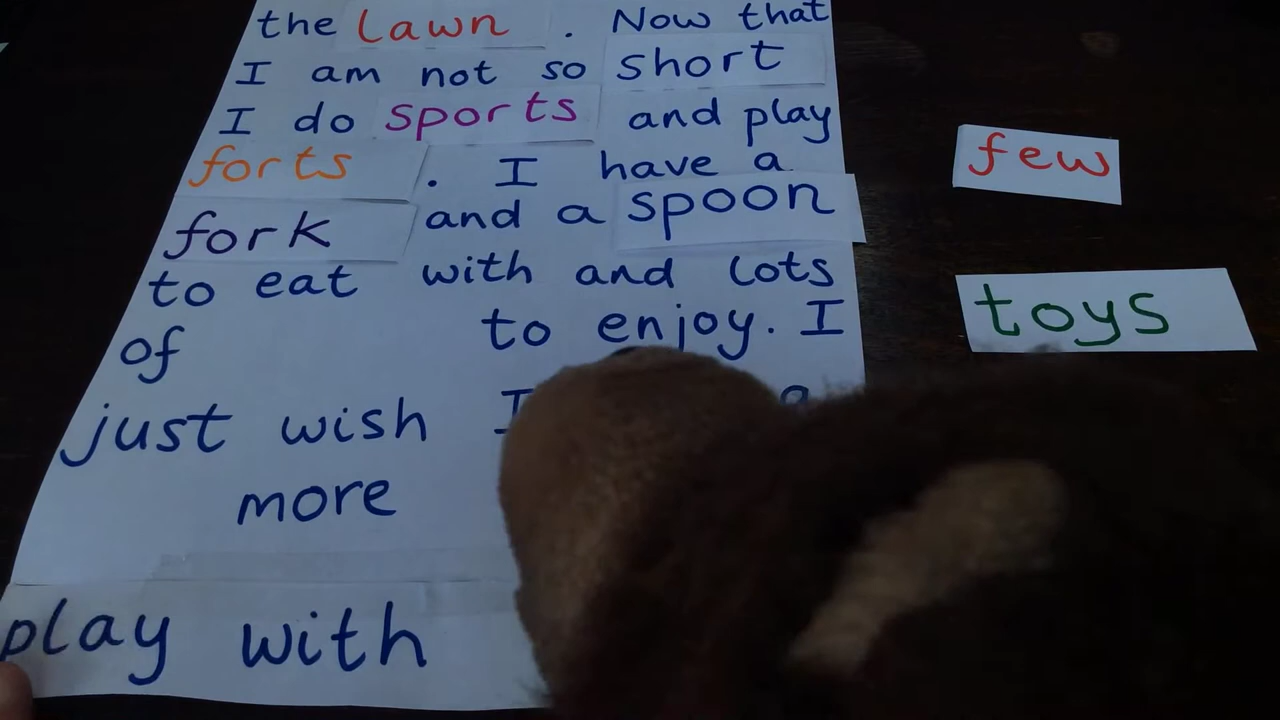 the lawn . Now that
I am not so short
I do sports and play
forts . I have a
fork and a spoon
to eat with and lots
of to enjoy. I
just wish I a
more
play with
few
toys